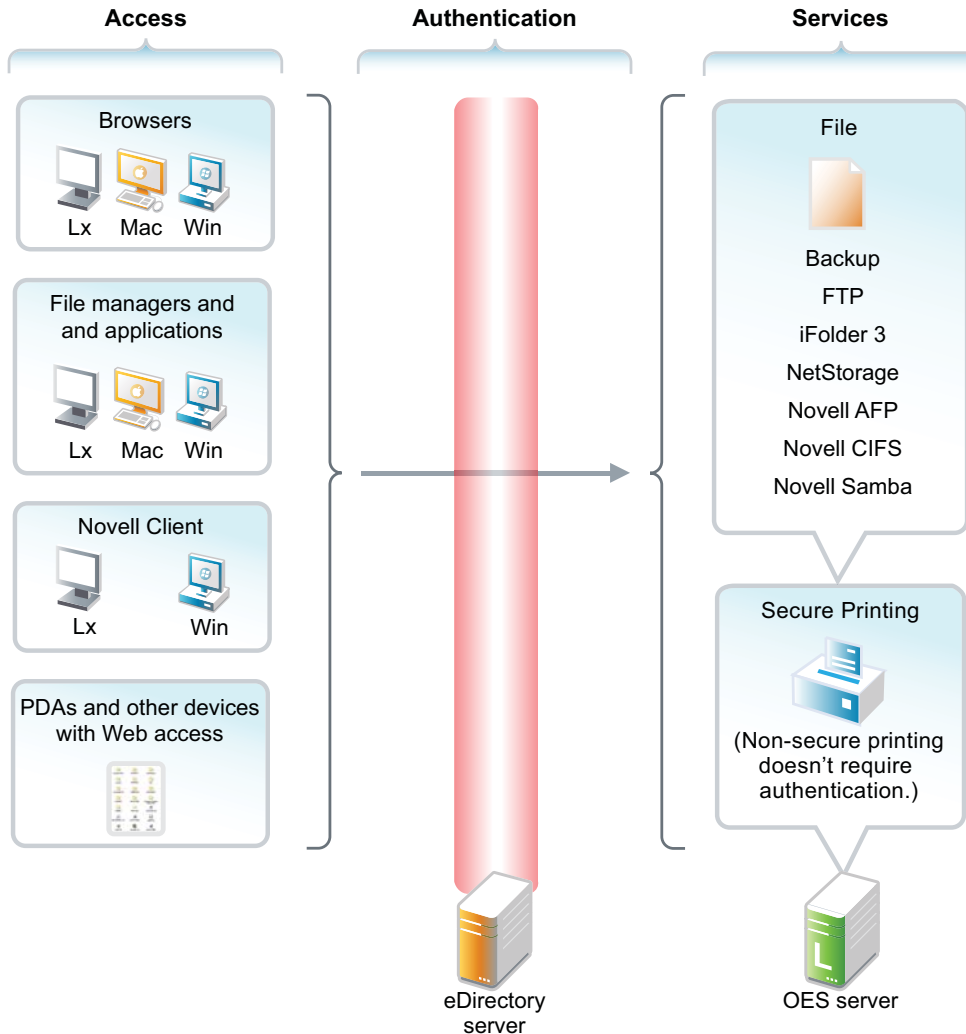 Access
Authentication
Services
Browsers
Lx Mac Win
File managers and
and applications
Lx Mac Win
Novell Client
Lx Win
PDAs and other devices
with Web access
File
Backup
FTP
iFolder 3
NetStorage
Novell AFP
Novell CIFS
Novell Samba
Secure Printing
(Non-secure printing
doesn’t require
authentication.)
eDirectory
server
L
OES server